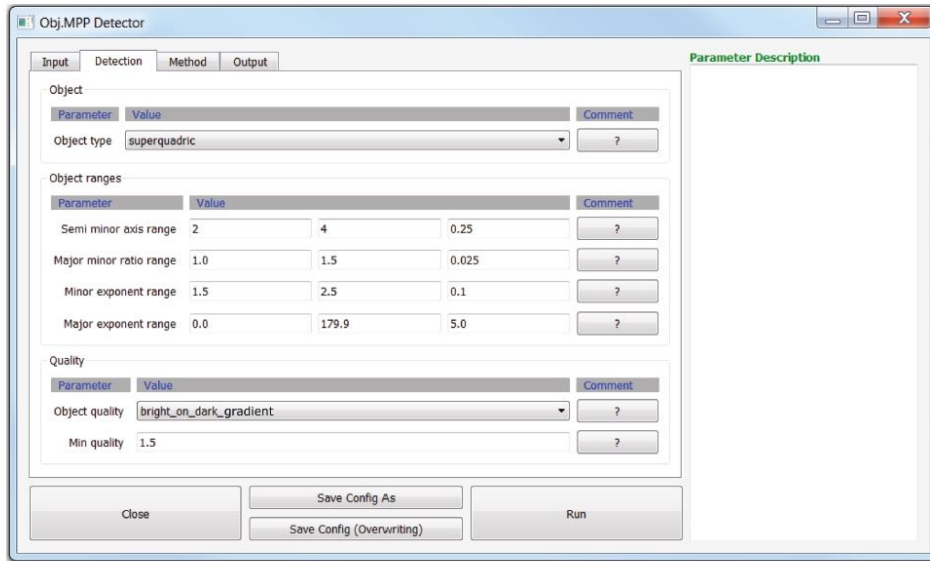 Obj.MPP Detector
Input Detection Method Output
Parameter Description
Object
Parameter Value Comment
Object type superquadric ?
Object ranges
Parameter Value Comment
Semi minor axis range 2 4 0.25 ?
Major minor ratio range 1.0 1.5 0.025 ?
Minor exponent range 1.5 2.5 0.1 ?
Major exponent range 0.0 179.9 5.0 ?
Quality
Parameter Value Comment
Object quality bright_on_dark_gradient ?
Min quality 1.5 ?
Close
Save Config As
Save Config (Overwriting)
Run